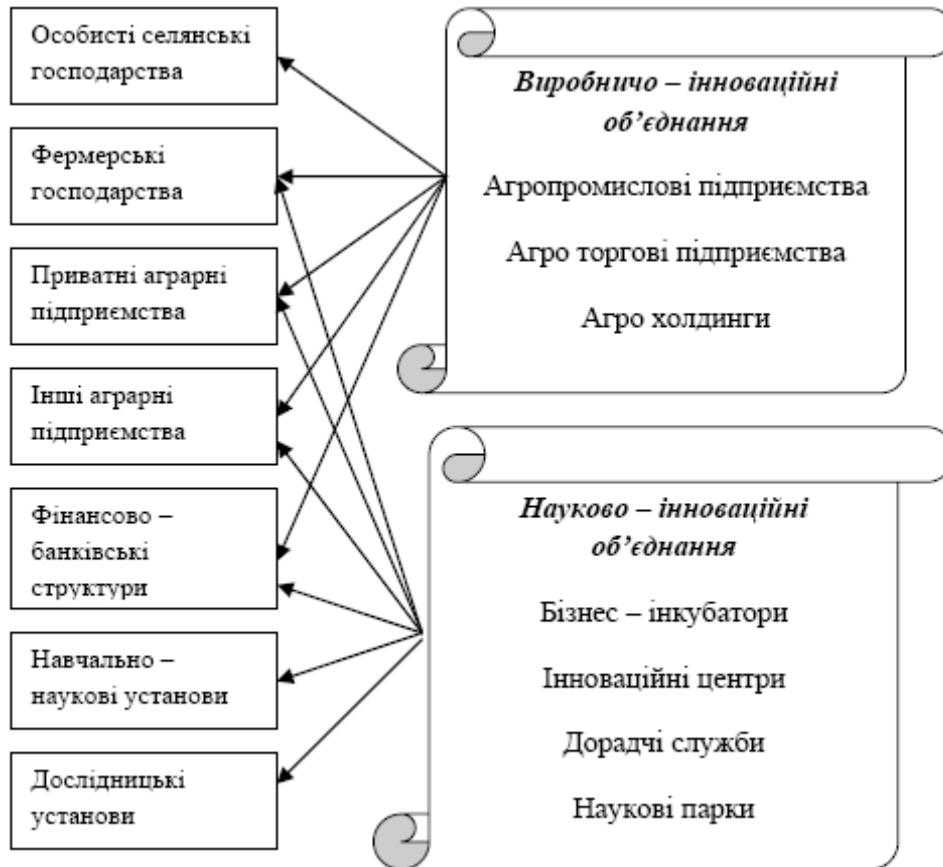 Особисті селянські
господарства
Фермерські
господарства
Приватні аграрні
підприємства
Інші аграрні
підприємства
Фінансово –
банківські
структури
Навчально –
наукові установи
Дослідницькі
установи
Виробничо – інноваційні
об’єднання
Агропромислові підприємства
Агро торгові підприємства
Агро холдинги
Науково – інноваційні
об’єднання
Бізнес – інкубатори
Інноваційні центри
Дорадчі служби
Наукові парки